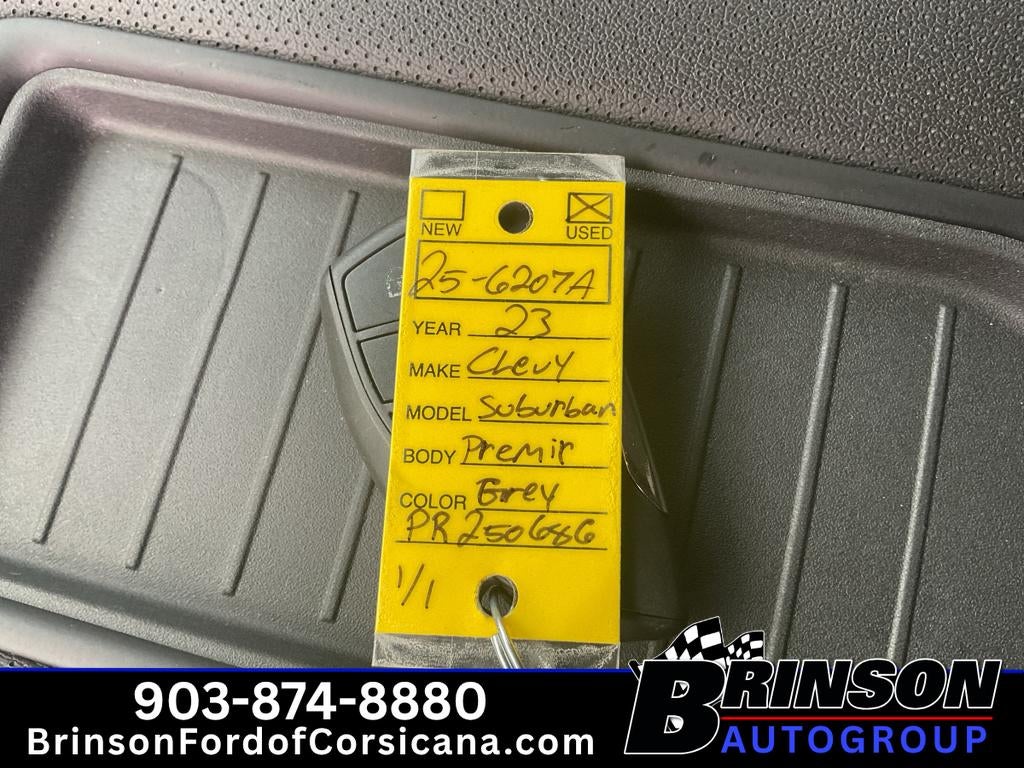 NEW USED
25-6207A
YEAR 23
MAKE Chevy
MODEL Suburban
BODY Premir
COLOR Grey
PR250686
1/1
903-874-8880
BrinsonFordofCorsicana.com
BRINSON
AUTOGROUP